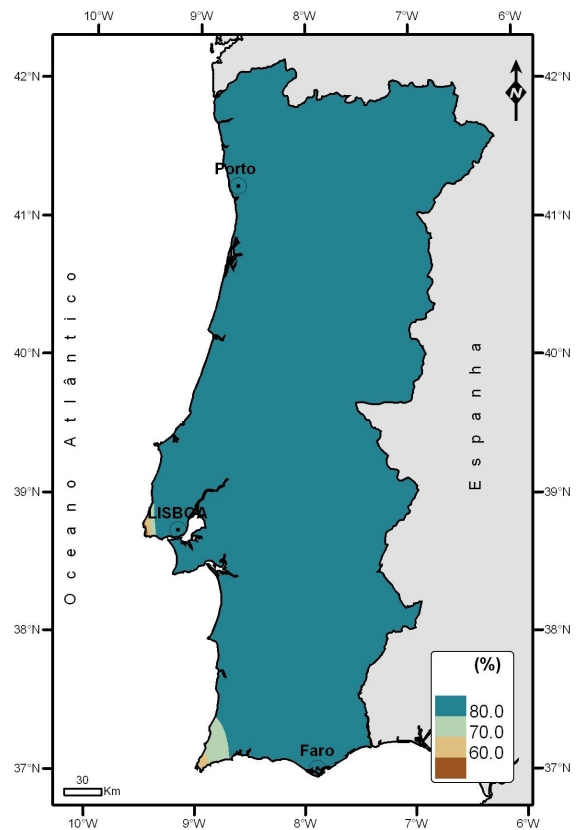 10°W 9°W 8°W 7°W 6°W
42°N 42°N
N
Porto
41°N 41°N
Oceano Atlântico
40°N 40°N
Espanha
39°N 39°N
LISBOA
38°N 38°N
(%)
80.0
70.0
60.0
Faro
37°N 37°N
30
Km
10°W 9°W 8°W 7°W 6°W